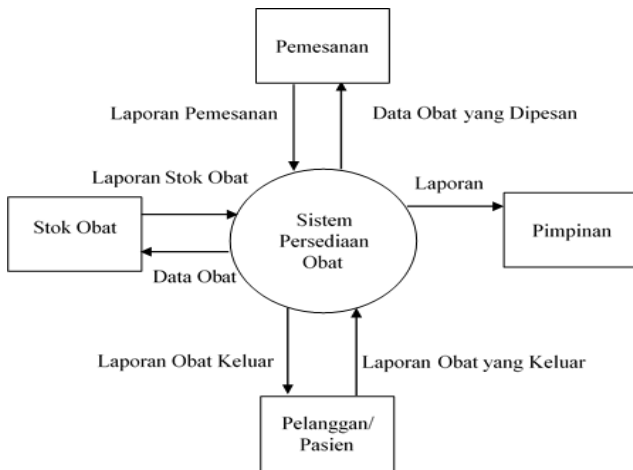 Pemesanan
Laporan Pemesanan
Data Obat yang Dipesan
Laporan Stok Obat
Laporan
Stok Obat
Sistem
Persediaan
Obat
Pimpinan
Data Obat
Laporan Obat Keluar
Laporan Obat yang Keluar
Pelanggan/
Pasien